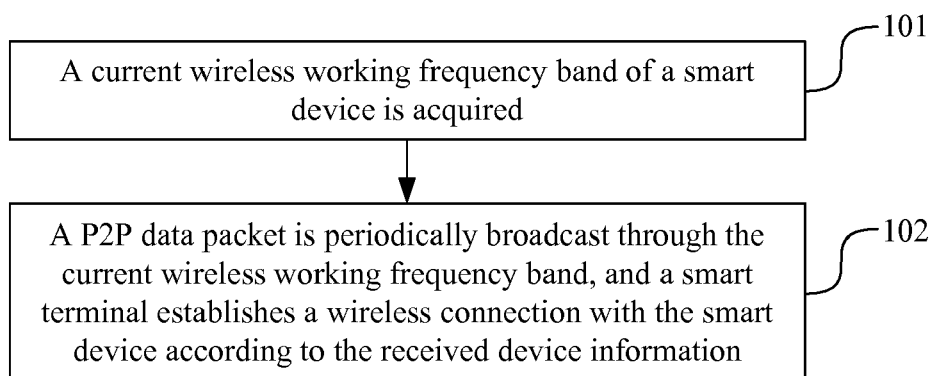 101
A current wireless working frequency band of a smart
device is acquired
A P2P data packet is periodically broadcast through the
current wireless working frequency band, and a smart
terminal establishes a wireless connection with the smart
device according to the received device information
102